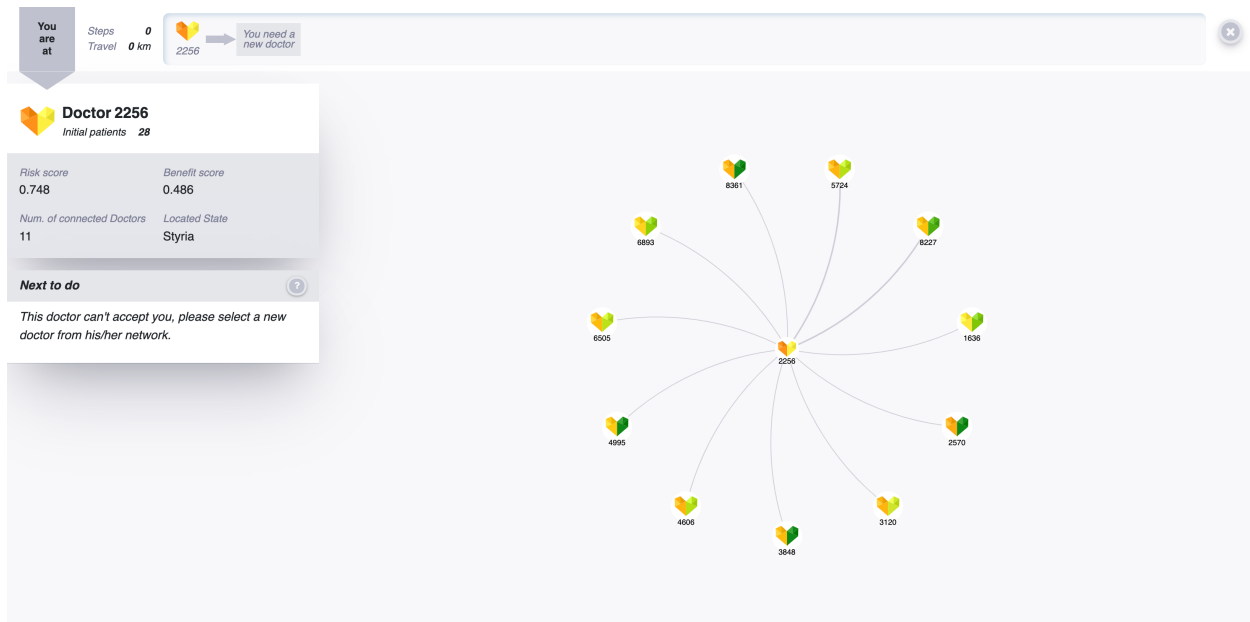 You
are
at
Steps 0
Travel 0 km
2256
You need a
new doctor
Doctor 2256
Initial patients 28
Risk score Benefit score
0.748 0.486
Num. of connected Doctors Located State
11 Styria
Next to do ?
This doctor can't accept you, please select a new
doctor from his/her network.
8361
5724
6893
8227
6505
1636
2256
4995
2570
4606
3120
3848